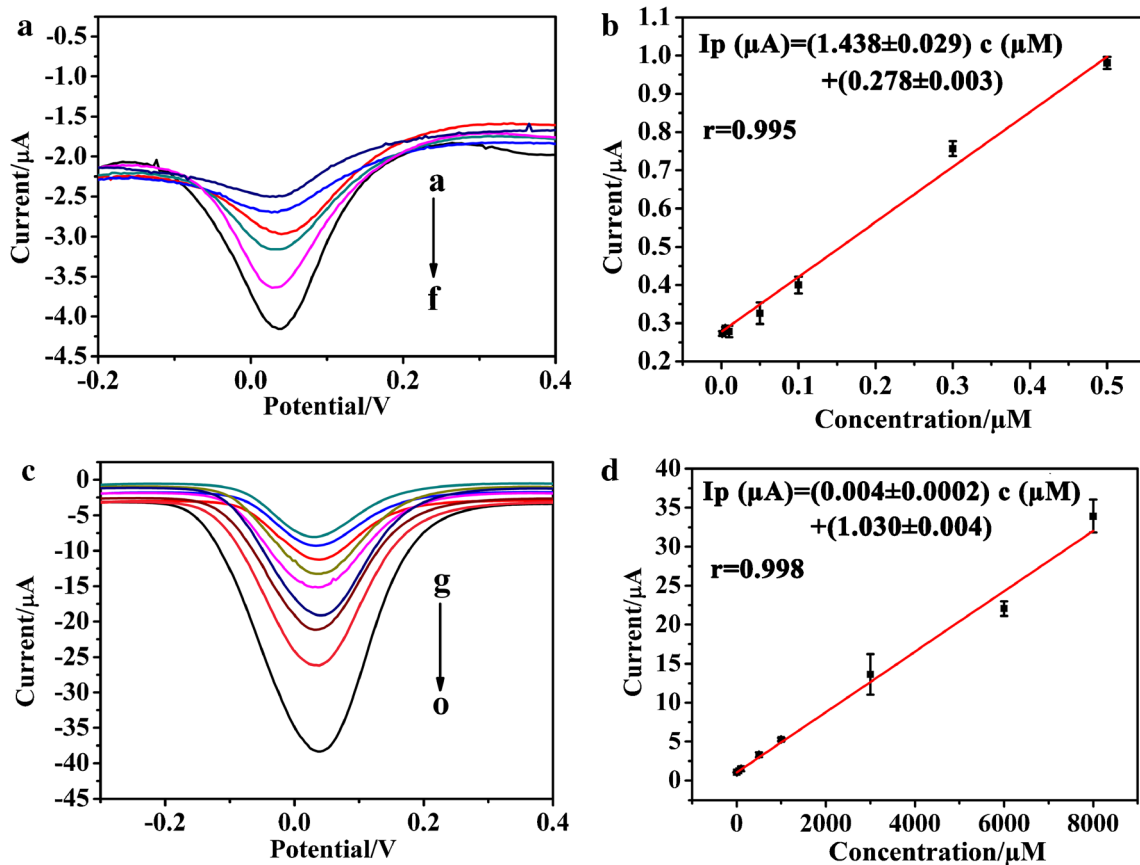 a
-0.5
-1.0
-1.5
-2.0
-2.5
-3.0
-3.5
-4.0
-4.5
Current/μA
a
f
-0.2
0.0
0.2
0.4
Potential/V
b
1.1
1.0
0.9
0.8
0.7
0.6
0.5
0.4
0.3
0.2
Current/μA
Ip (μA)=(1.438±0.029) c (μM)
+(0.278±0.003)
r=0.995
0.0
0.1
0.2
0.3
0.4
0.5
Concentration/μM
c
0
-5
-10
-15
-20
-25
-30
-35
-40
-45
Current/μA
g
o
-0.2
0.0
0.2
0.4
Potential/V
d
40
35
30
25
20
15
10
5
0
Current/μA
Ip (μA)=(0.004±0.0002) c (μM)
+(1.030±0.004)
r=0.998
0
2000
4000
6000
8000
Concentration/μM